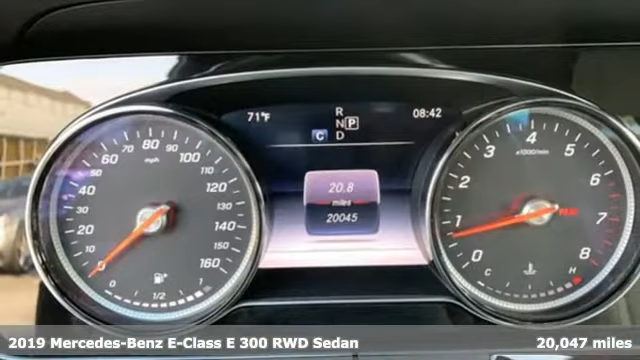 71°F
R
N P
D
C
08:42
20.8
miles
20045
0
10
20
30
40
50
60
70
80
90
100
110
120
130
140
150
160
mph
0
1/2
1
0
1
2
3
4
5
6
7
8
x1000/min
C
H
2019 Mercedes-Benz E-Class E 300 RWD Sedan
20,047 miles